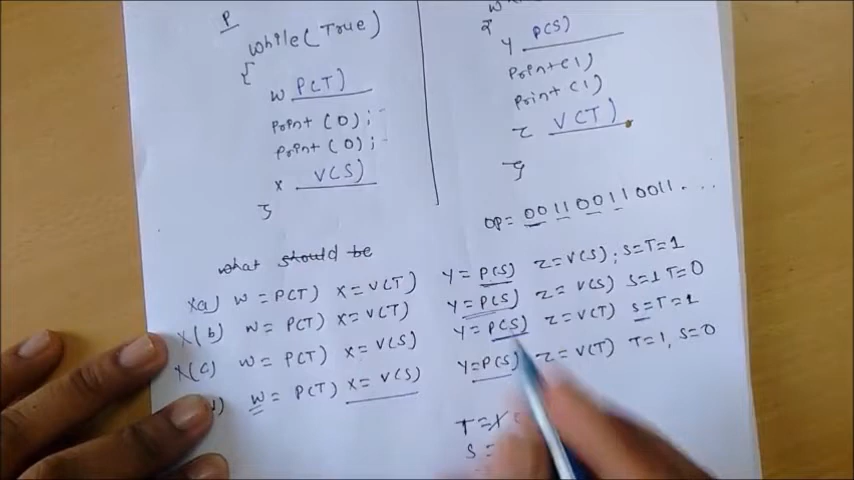 P
while(True)
{
W P(T)
print (0);
print (0);
X V(S)
}
{
Y P(S)
print(1)
print(1)
Z V(T)
}
OP= 00110011 0011....
what should be
X(a) W = P(T) X = V(T) Y = P(S) Z = V(S); S=T=1
X(b) W = P(T) X = V(T) Y = P(S) Z = V(S) S=1 T=0
X(c) W = P(T) X = V(S) Y = P(S) Z = V(T) S=T=1
) W = P(T) X = V(S) Y=P(S) Z = V(T) T=1, S=0
T=
S=